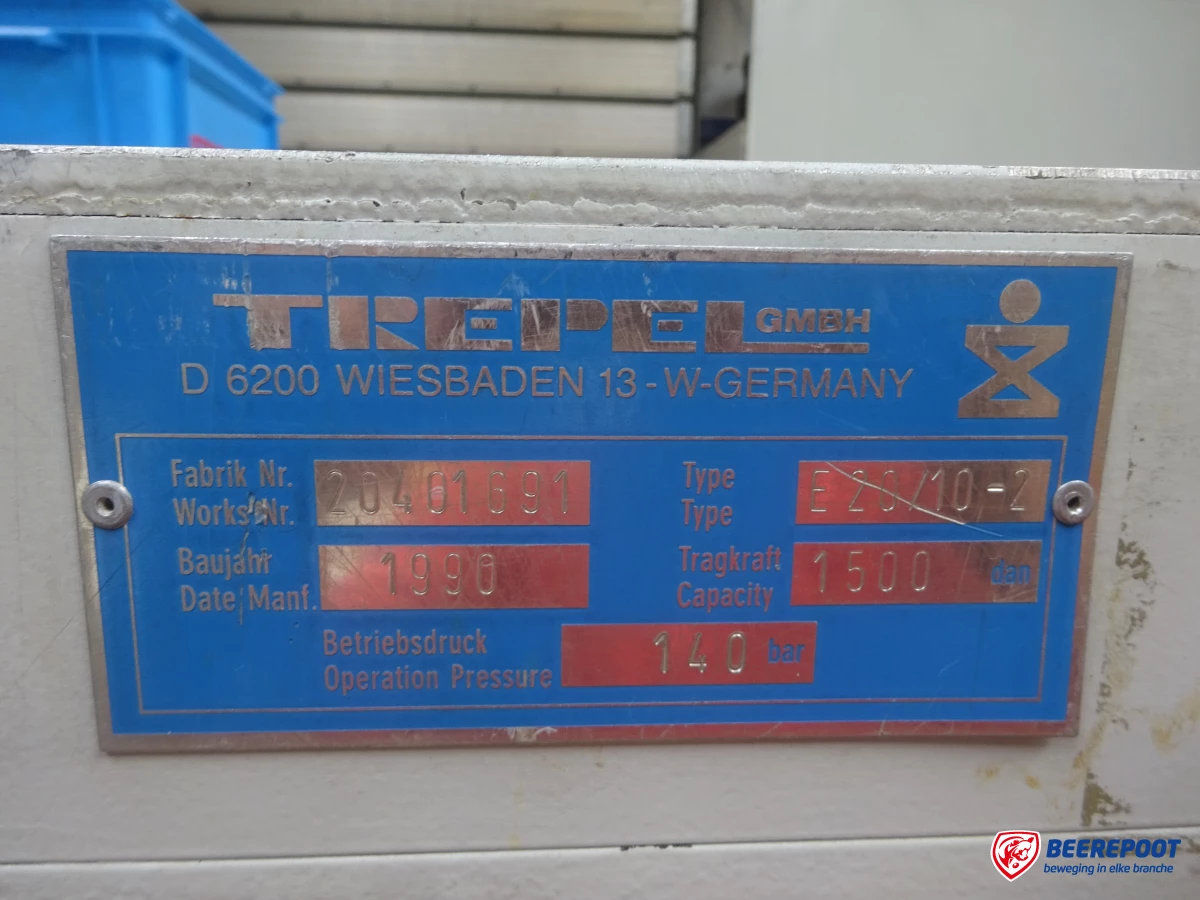 TREPEL GMBH
D 6200 WIESBADEN 13 - W-GERMANY
Fabrik Nr.
Works Nr.
20401691
Type
Type
E 20/10-2
Baujahr
Date Manf.
1990
Tragkraft
Capacity
1500 dan
Betriebsdruck
Operation Pressure
140 bar
BEEREPOOT
beweging in elke branche